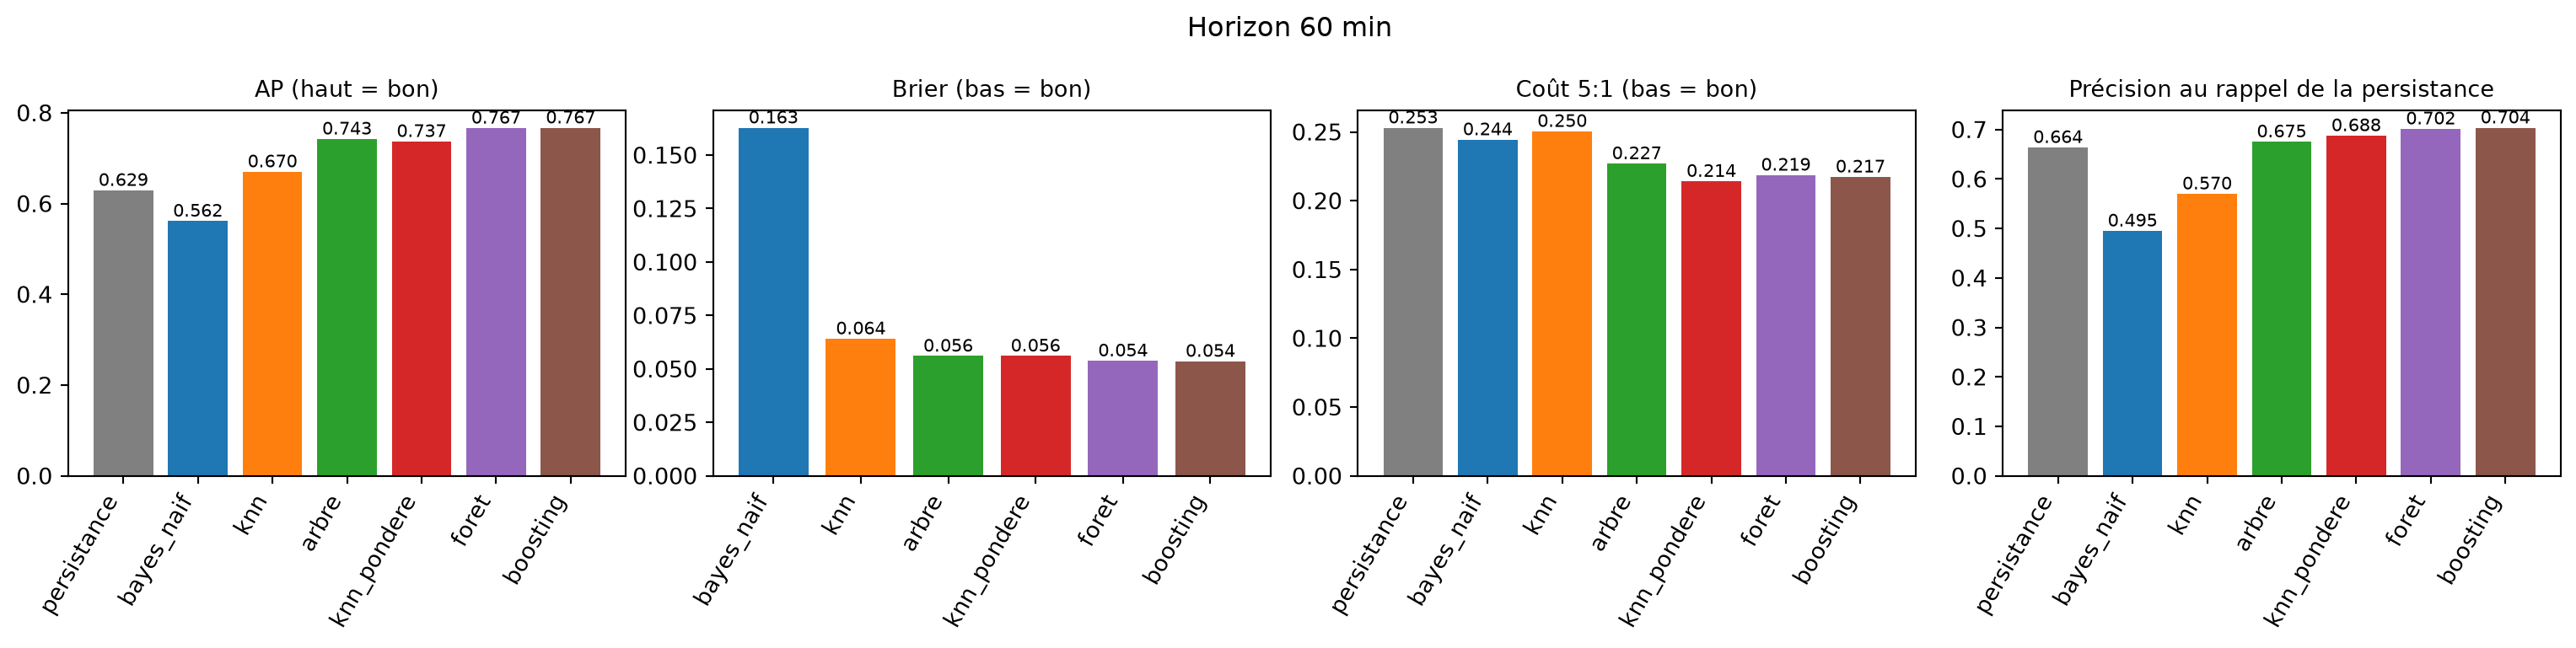 Horizon 60 min
AP (haut = bon)
0.8
0.6
0.4
0.2
0.0
0.629
0.562
0.670
0.743
0.737
0.767
0.767
persistance
bayes_naif
knn
arbre
knn_pondere
foret
boosting
Brier (bas = bon)
0.150
0.125
0.100
0.075
0.050
0.025
0.000
0.163
0.064
0.056
0.056
0.054
0.054
bayes_naif
knn
arbre
knn_pondere
foret
boosting
Coût 5:1 (bas = bon)
0.25
0.20
0.15
0.10
0.05
0.00
0.253
0.244
0.250
0.227
0.214
0.219
0.217
persistance
bayes_naif
knn
arbre
knn_pondere
foret
boosting
Précision au rappel de la persistance
0.7
0.6
0.5
0.4
0.3
0.2
0.1
0.0
0.664
0.495
0.570
0.675
0.688
0.702
0.704
persistance
bayes_naif
knn
arbre
knn_pondere
foret
boosting